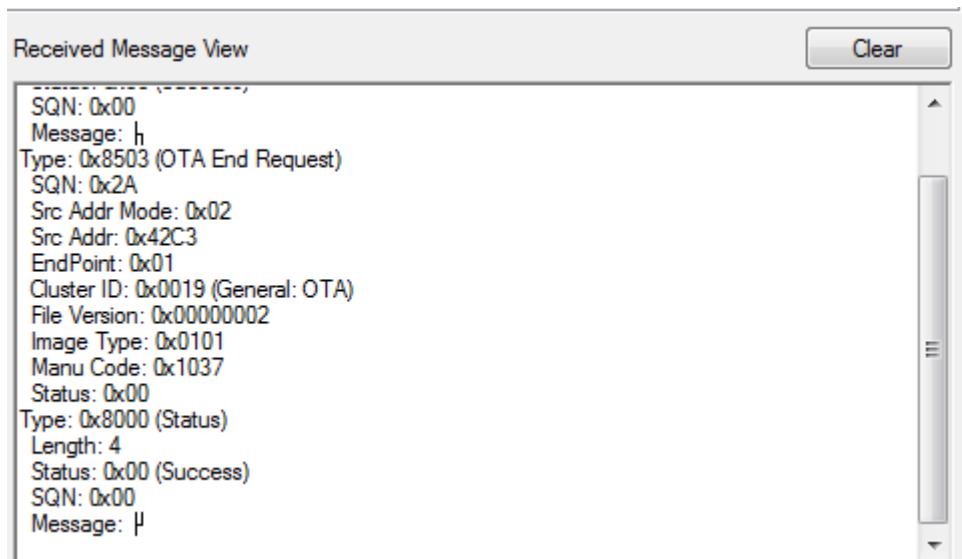 Received Message View
Clear
SQN: 0x00
Message:
Type: 0x8503 (OTA End Request)
SQN: 0x2A
Src Addr Mode: 0x02
Src Addr: 0x42C3
EndPoint: 0x01
Cluster ID: 0x0019 (General: OTA)
File Version: 0x00000002
Image Type: 0x0101
Manu Code: 0x1037
Status: 0x00
Type: 0x8000 (Status)
Length: 4
Status: 0x00 (Success)
SQN: 0x00
Message: